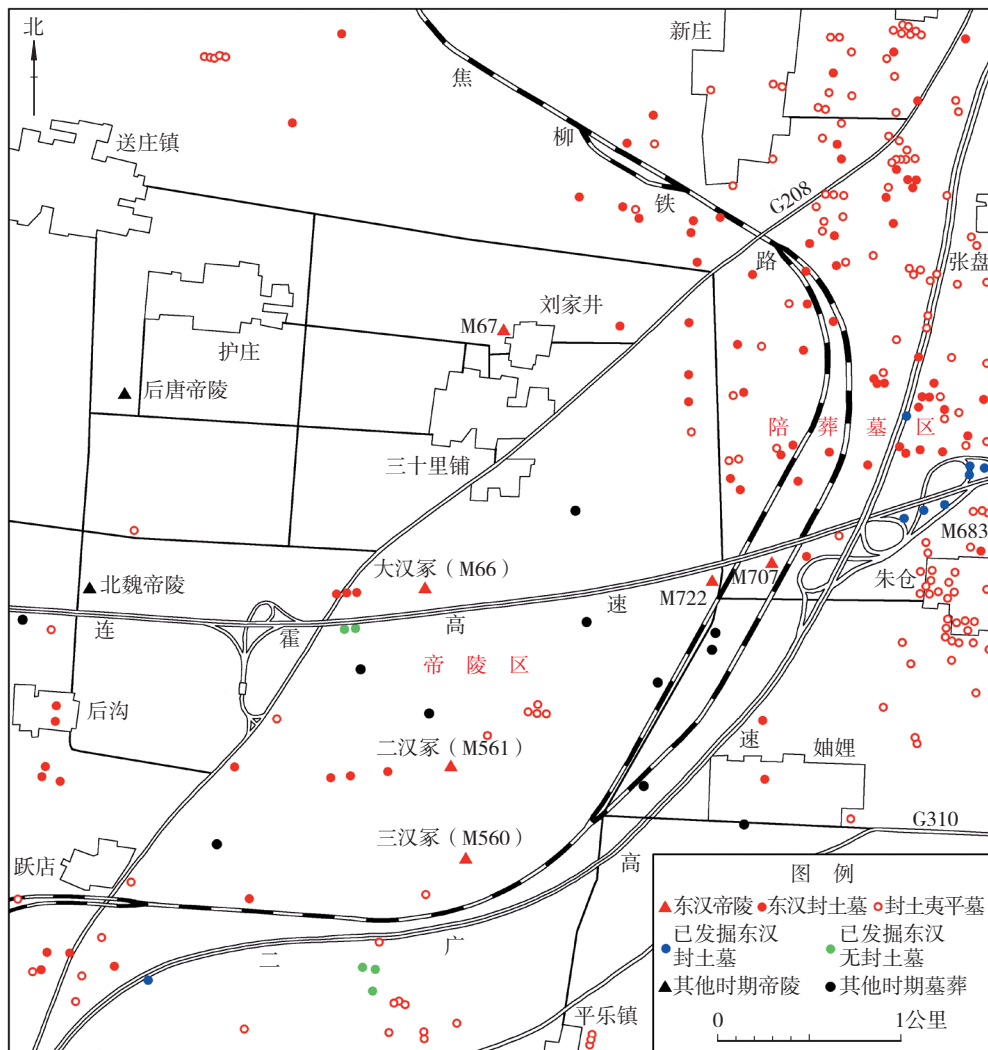 北
新庄
焦
柳
铁
路
送庄镇
G208
张盘
刘家井
M67
护庄
后唐帝陵
陪葬墓区
三十里铺
大汉冢（M66）
M683
M707
M722
朱仓
北魏帝陵
连
霍
高
速
帝陵区
后沟
二汉冢（M561）
速
妯娌
三汉冢（M560）
G310
跃店
高
广
二
平乐镇
图 例
东汉帝陵 东汉封土墓 封土夷平墓
已发掘东汉封土墓 已发掘东汉无封土墓
其他时期帝陵 其他时期墓葬
0 1公里